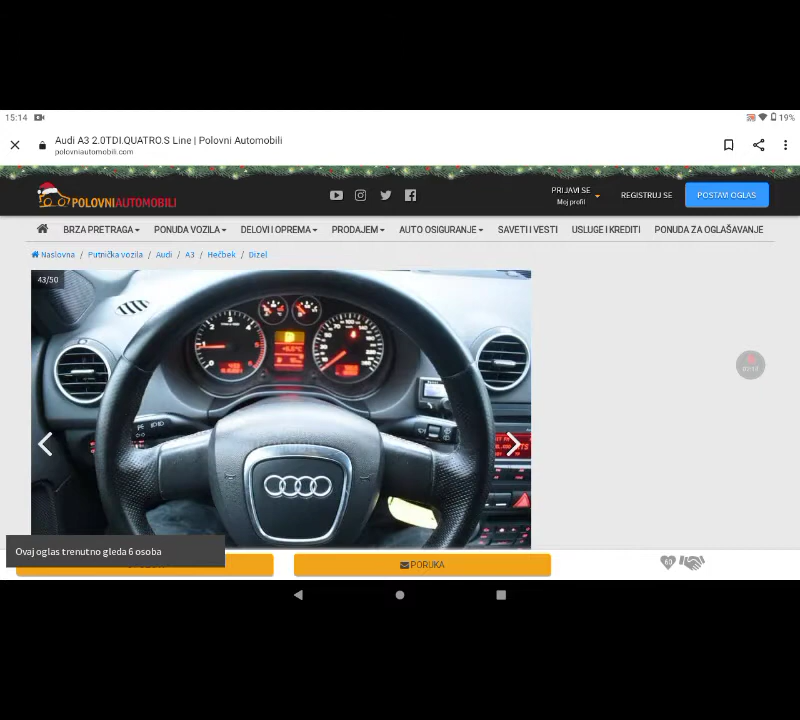 15:14
19%
Audi A3 2.0TDI.QUATRO.S Line | Polovni Automobili
polovniautomobili.com
POLOVNIAUTOMOBILI
PRIJAVI SE
Moj profil
REGISTRUJ SE
POSTAVI OGLAS
BRZA PRETRAGA
PONUDA VOZILA
DELOVI I OPREMA
PRODAJEM
AUTO OSIGURANJE
SAVETI I VESTI
USLUGE I KREDITI
PONUDA ZA OGLAŠAVANJE
Naslovna / Putnička vozila / Audi / A3 / Hečbek / Dizel
43/50
Ovaj oglas trenutno gleda 6 osoba
PORUKA
60